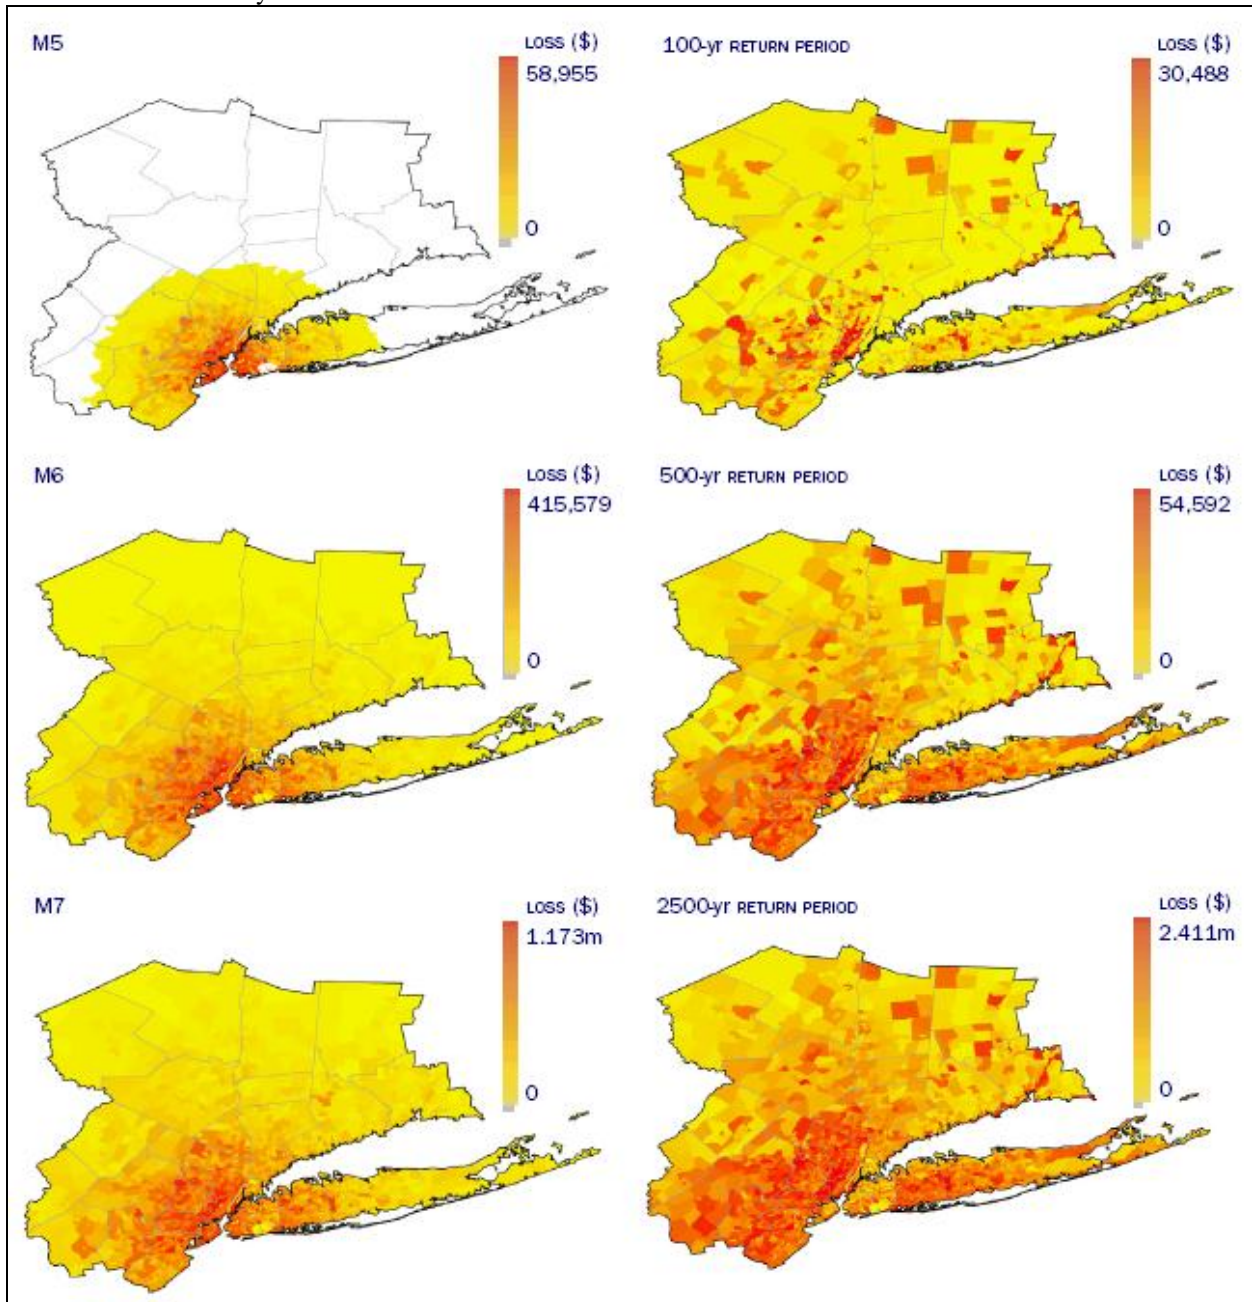 M5
LOSS ($)
58,955
0
100-yr RETURN PERIOD
LOSS ($)
30,488
0
M6
LOSS ($)
415,579
0
500-yr RETURN PERIOD
LOSS ($)
54,592
0
M7
LOSS ($)
1.173m
0
2500-yr RETURN PERIOD
LOSS ($)
2.411m
0